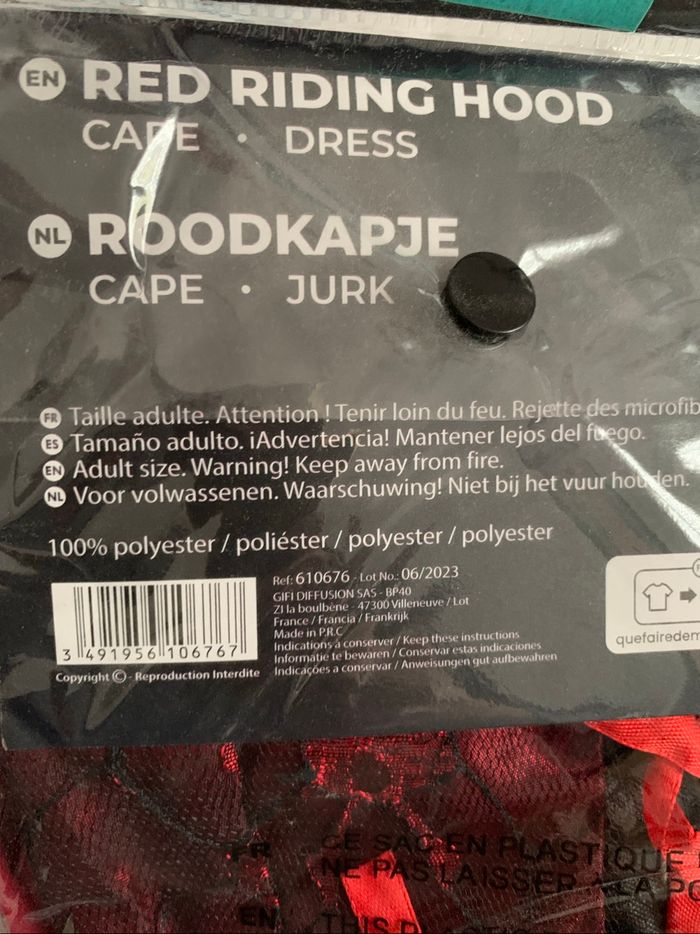 EN RED RIDING HOOD
CAPE • DRESS
NL ROODKAPJE
CAPE • JURK
FR Taille adulte. Attention ! Tenir loin du feu. Rejette des microfib
ES Tamaño adulto. ¡Advertencia! Mantener lejos del fuego.
EN Adult size. Warning! Keep away from fire.
NL Voor volwassenen. Waarschuwing! Niet bij het vuur houden.
100% polyester / poliéster / polyester / polyester
Ref: 610676 - Lot No.: 06/2023
GIFI DIFFUSION SAS - BP40
ZI la boulbène - 47300 Villeneuve / Lot
France / Francia / Frankrijk
Made in P.R.C
Indications à conserver / Keep these instructions
Informatie te bewaren / Conservar estas indicaciones
Indicações a conservar / Anweisungen gut aufbewahren
3 491956 106767
Copyright © - Reproduction Interdite
quefairedem
FR CE SAC EN PLASTIQUE
NE PAS LAISSER A LA PO
EN THIS P